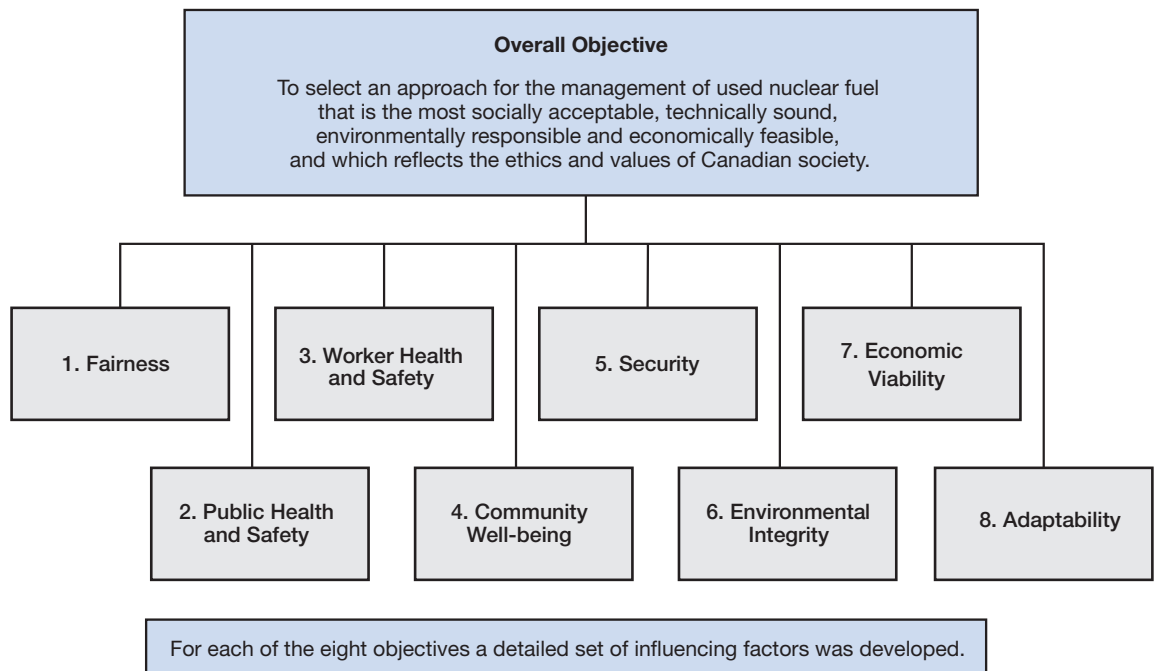 Overall Objective
To select an approach for the management of used nuclear fuel
that is the most socially acceptable, technically sound,
environmentally responsible and economically feasible,
and which reflects the ethics and values of Canadian society.
1. Fairness
2. Public Health
and Safety
3. Worker Health
and Safety
4. Community
Well-being
5. Security
6. Environmental
Integrity
7. Economic
Viability
8. Adaptability
For each of the eight objectives a detailed set of influencing factors was developed.